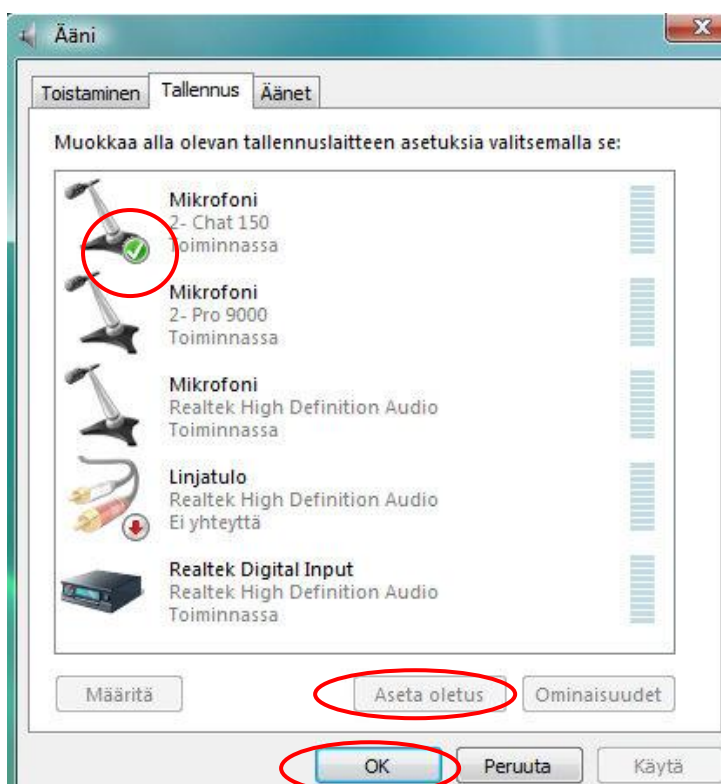 Ääni
Toistaminen Tallennus Äänet
Muokkaa alla olevan tallennuslaitteen asetuksia valitsemalla se:
Mikrofoni
2- Chat 150
Toiminnassa
Mikrofoni
2- Pro 9000
Toiminnassa
Mikrofoni
Realtek High Definition Audio
Toiminnassa
Linjatulo
Realtek High Definition Audio
Ei yhteyttä
Realtek Digital Input
Realtek High Definition Audio
Toiminnassa
Määritä Aseta oletus Ominaisuudet
OK Peruuta Käytä